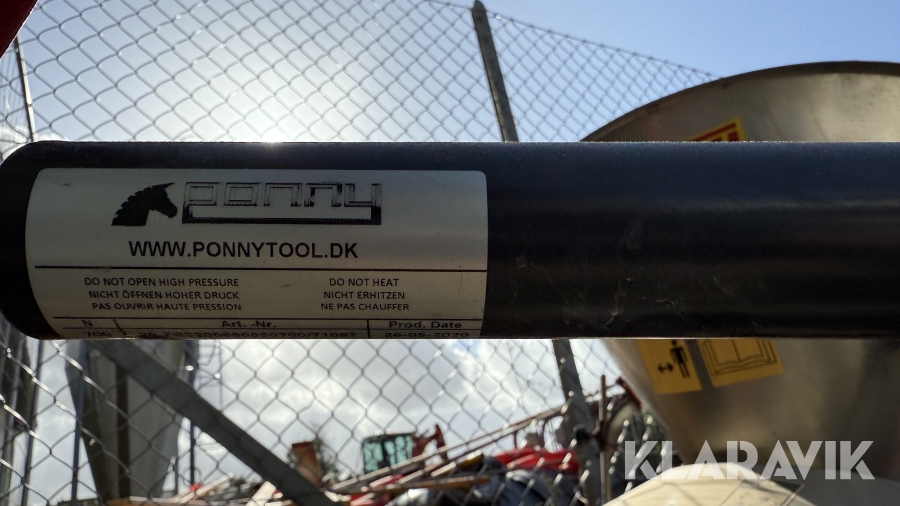 PONNY
WWW.PONNYTOOL.DK
DO NOT OPEN HIGH PRESSURE
NICHT ÖFFNEN HOHER DRUCK
PAS OUVRIR HAUTE PRESSION
DO NOT HEAT
NICHT ERHITZEN
NE PAS CHAUFFER
N Art. -Nr. Prod. Date
KLARAVIK